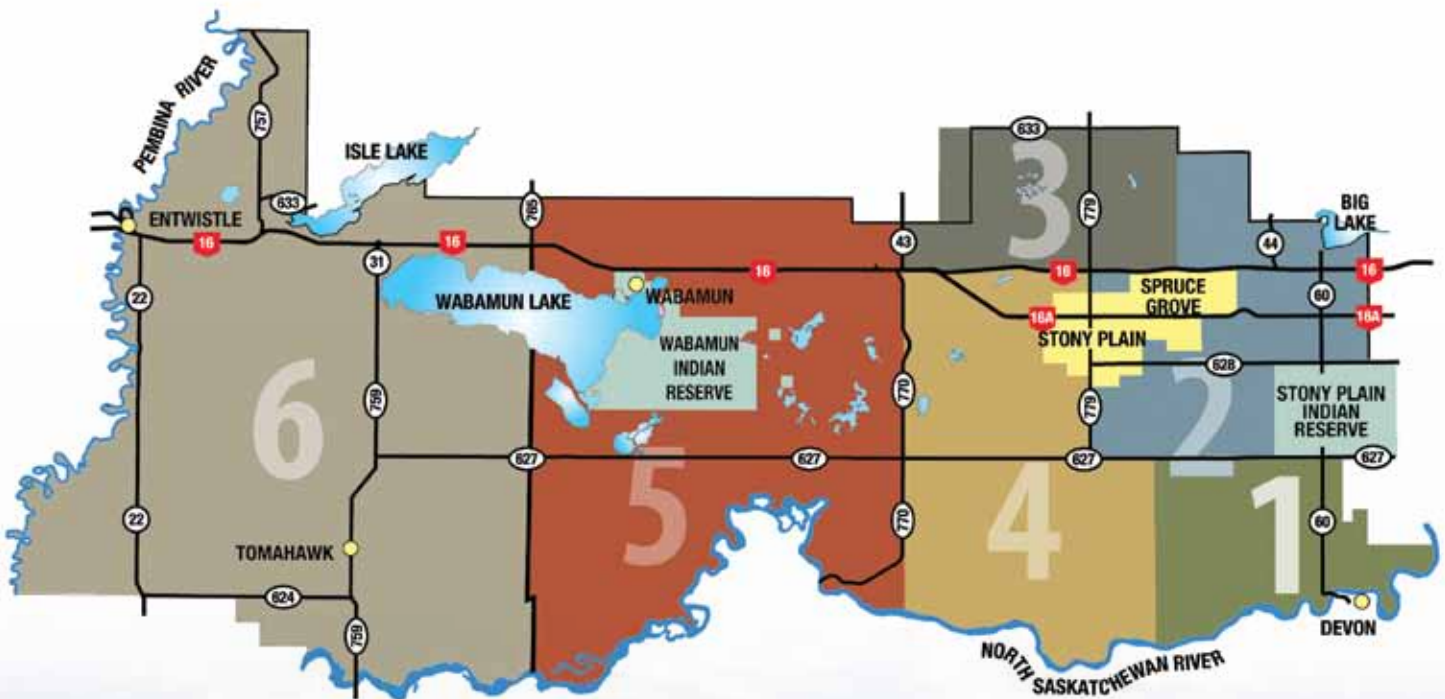 PEMBINA RIVER
757
ISLE LAKE
633
ENTWISTLE
16
22
31
16
765
WABAMUN LAKE
WABAMUN
WABAMUN
INDIAN
RESERVE
16
43
633
3
779
16
BIG
LAKE
44
60
16
SPRUCE
GROVE
16A
16A
STONY PLAIN
628
STONY PLAIN
INDIAN
RESERVE
2
779
770
759
6
627
627
627
627
5
4
1
22
770
60
TOMAHAWK
624
759
DEVON
NORTH
SASKATCHEWAN RIVER